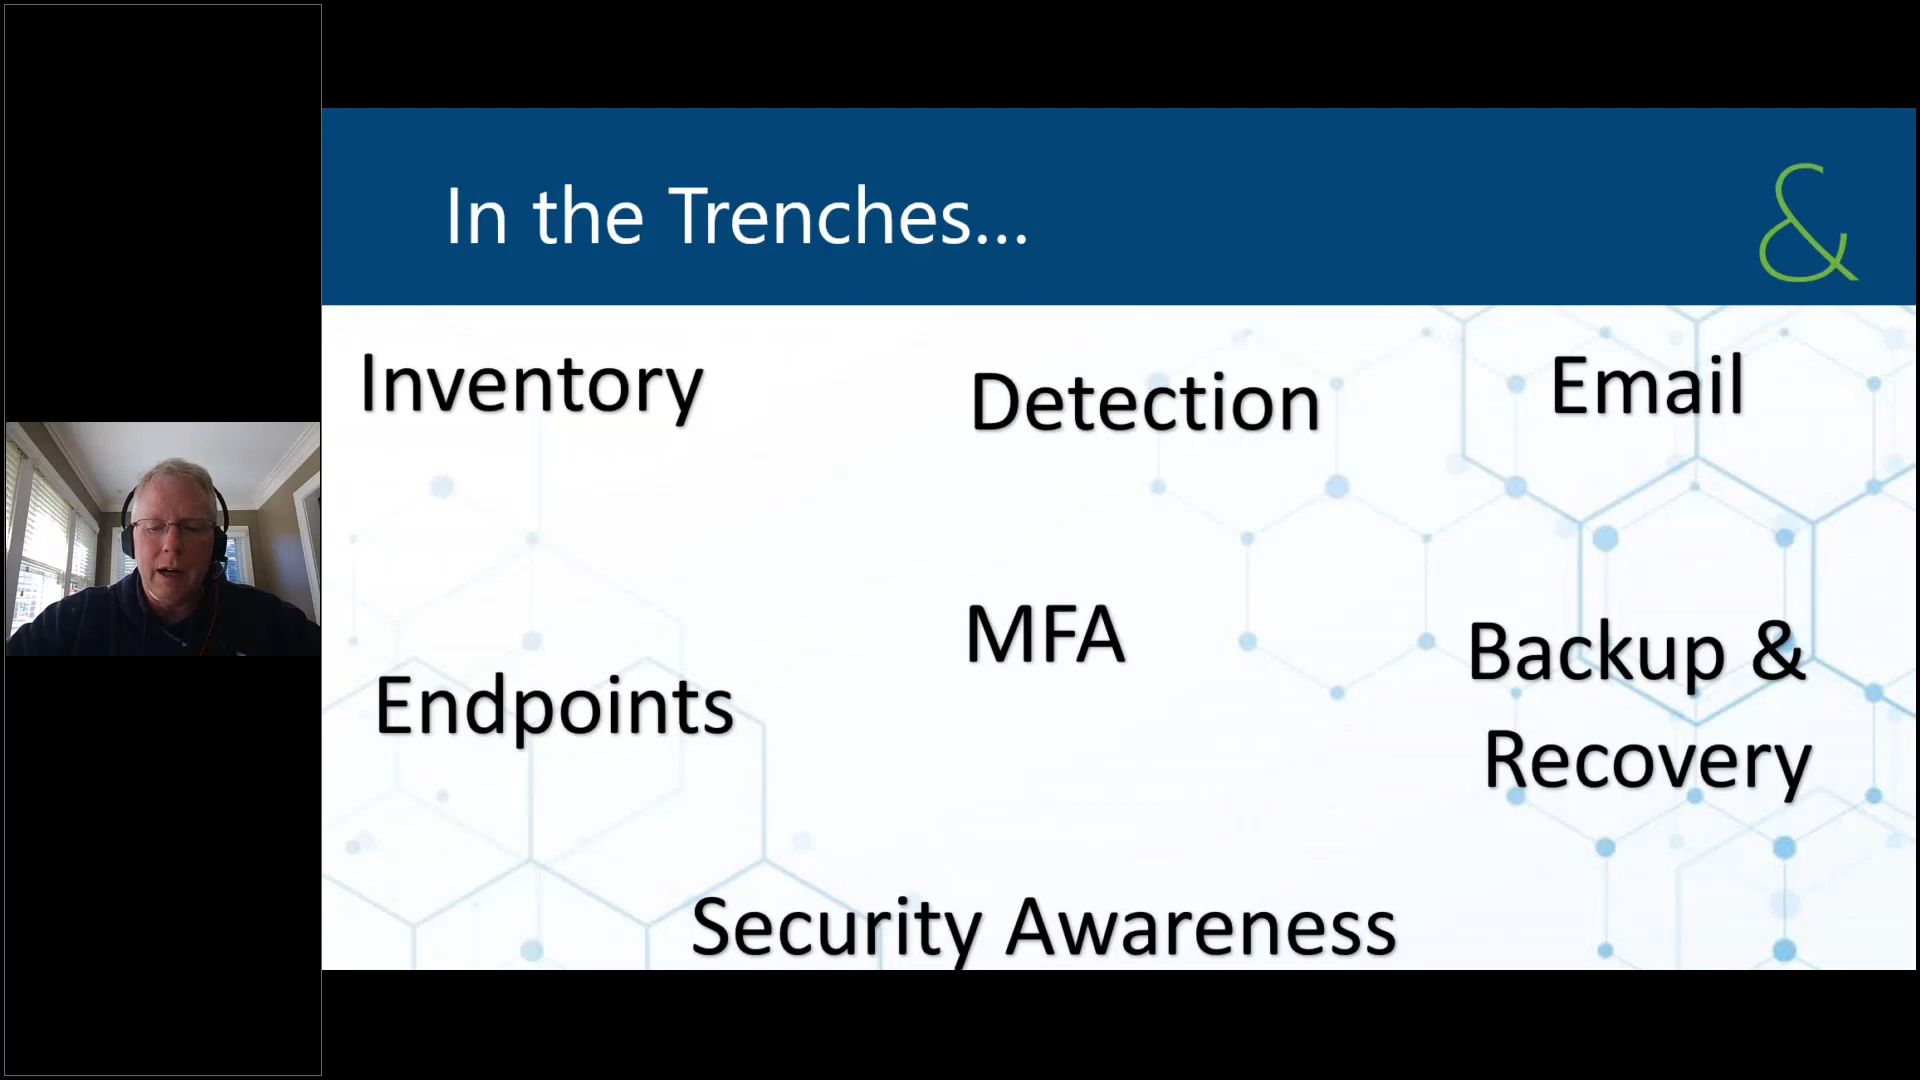 In the Trenches...
&
Inventory
Detection
Email
MFA
Backup &
Recovery
Endpoints
Security Awareness